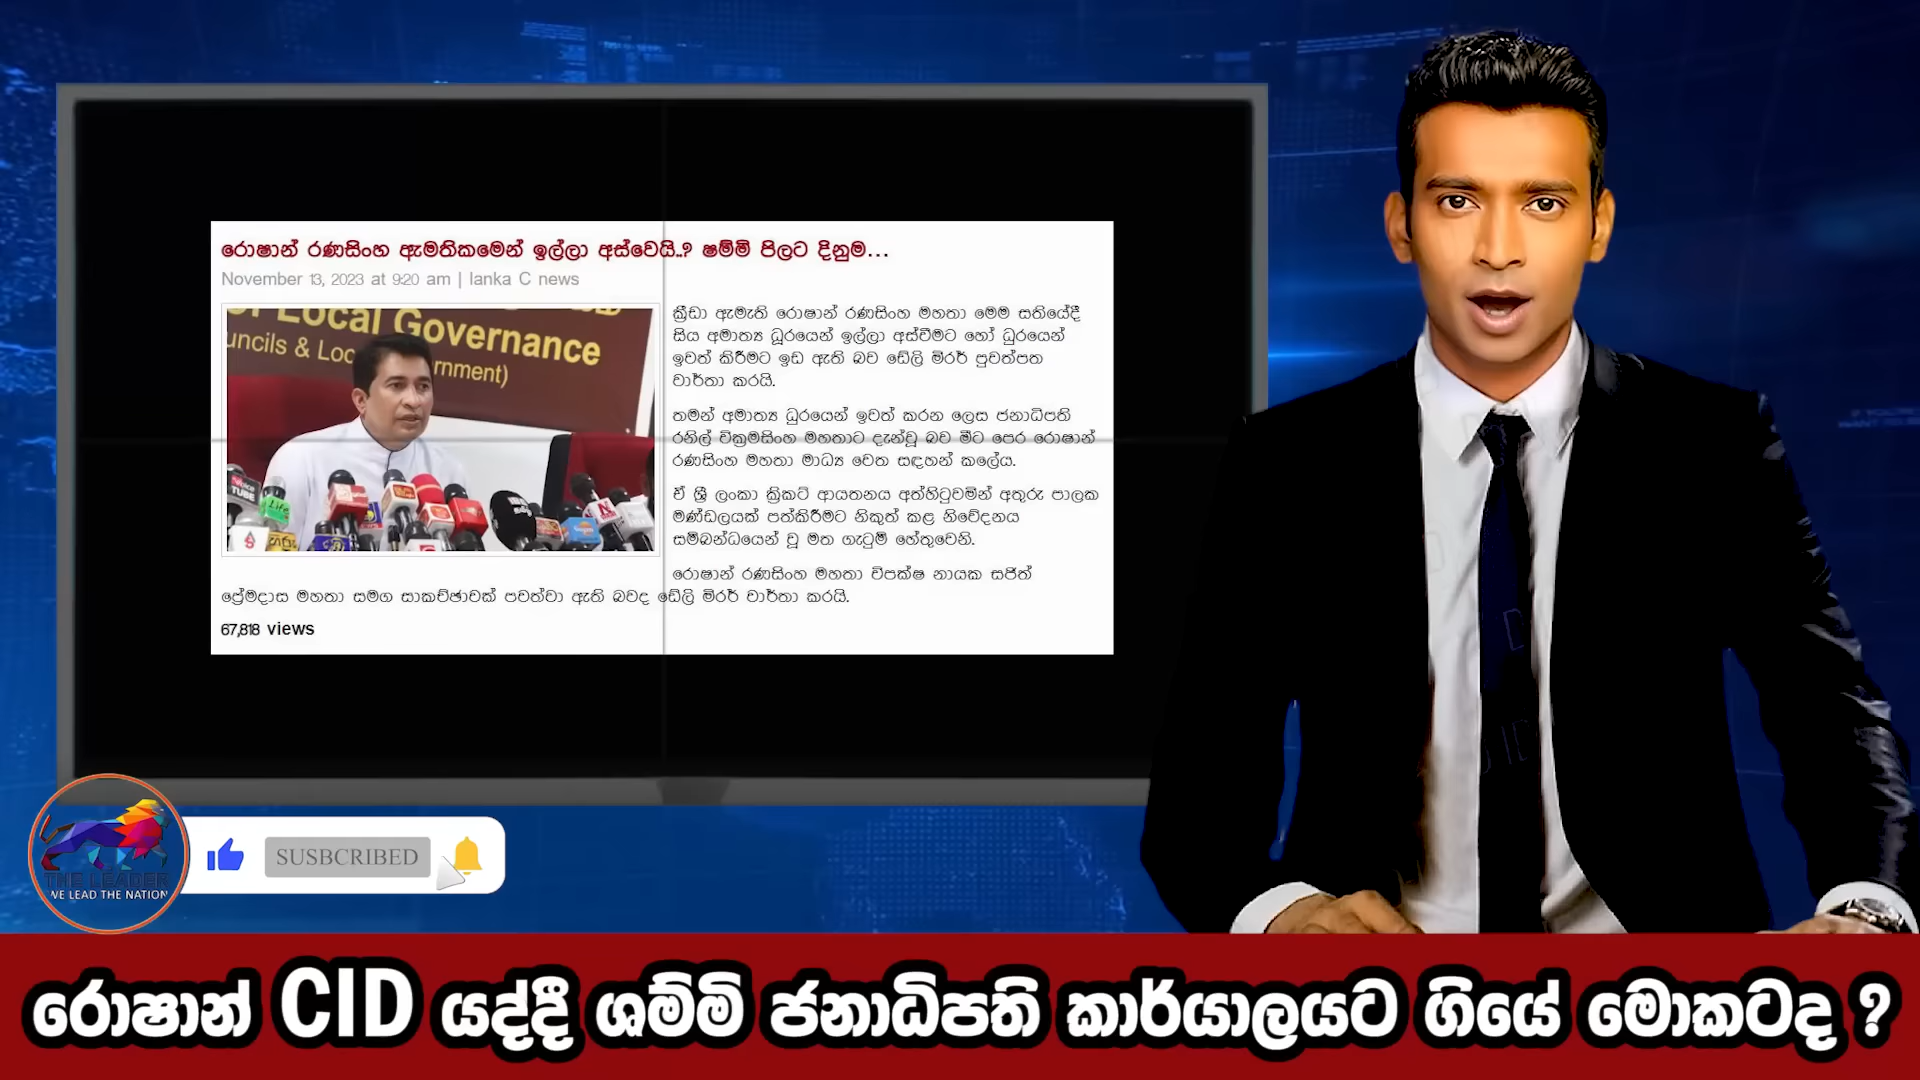 රොෂාන් රණසිංහ ඇමතිකමෙන් ඉල්ලා අස්වෙයි..? ෂම්මි පිලට දිනුම...
November 13, 2023 at 9:20 am | lanka C news
Local Governance
uncils & Loc
rnment)
ක්‍රීඩා ඇමැති රොෂාන් රණසිංහ මහතා මෙම සතියේදී
සිය අමාත්‍ය ධූරයෙන් ඉල්ලා අස්වීමට හෝ ධුරයෙන්
ඉවත් කිරීමට ඉඩ ඇති බව ඩේලි මිරර් පුවත්පත
වාර්තා කරයි.
තමන් අමාත්‍ය ධුරයෙන් ඉවත් කරන ලෙස ජනාධිපති
රනිල් වික්‍රමසිංහ මහතාට දැන්වූ බව මීට පෙර රොෂාන්
රණසිංහ මහතා මාධ්‍ය වෙත සඳහන් කලේය.
ඒ ශ්‍රී ලංකා ක්‍රිකට් ආයතනය අත්හිටුවමින් අතුරු පාලක
මණ්ඩලයක් පත්කිරීමට නිකුත් කළ නිවේදනය
සම්බන්ධයෙන් වූ මත ගැටුම් හේතුවෙනි.
රොෂාන් රණසිංහ මහතා විපක්ෂ නායක සජිත්
ප්‍රේමදාස මහතා සමග සාකච්ඡාවක් පවත්වා ඇති බවද ඩේලි මිරර් වාර්තා කරයි.
67,818 views
THE LEADER
WE LEAD THE NATION
SUSBCRIBED
රොෂාන් CID යද්දී ශම්මි ජනාධිපති කාර්යාලයට ගියේ මොකටද ?